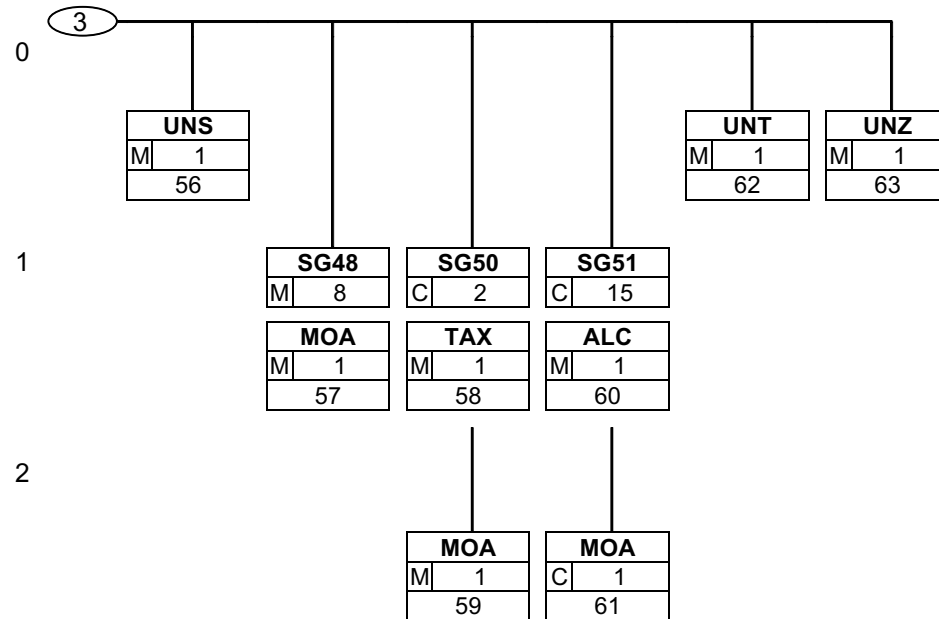 3
0
UNS
M 1
56
UNT
M 1
62
UNZ
M 1
63
1
SG48
M 8
MOA
M 1
57
SG50
C 2
TAX
M 1
58
SG51
C 15
ALC
M 1
60
2
MOA
M 1
59
MOA
C 1
61